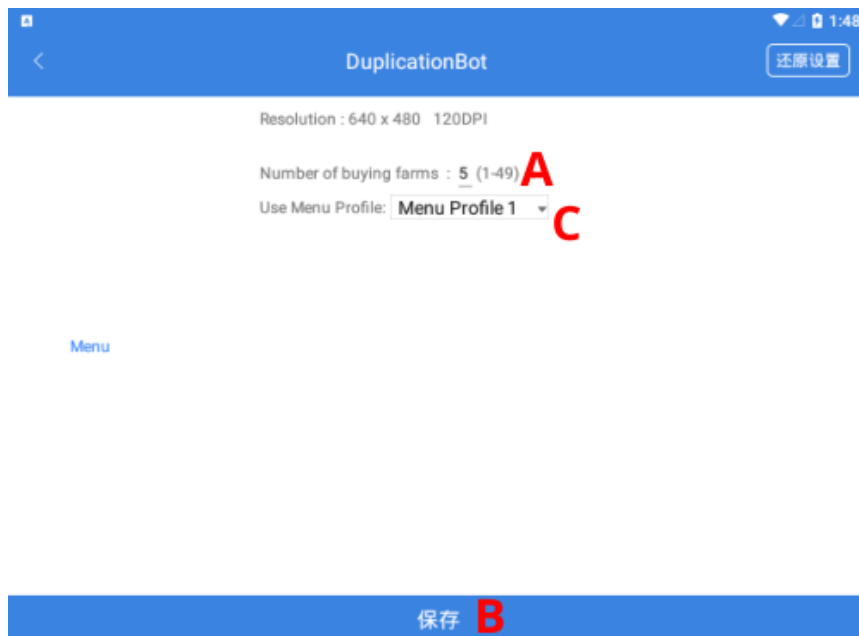 1:48
DuplicationBot
还原设置
Resolution : 640 x 480 120DPI
Number of buying farms : 5 (1-49) A
Use Menu Profile: Menu Profile 1 C
Menu
保存 B